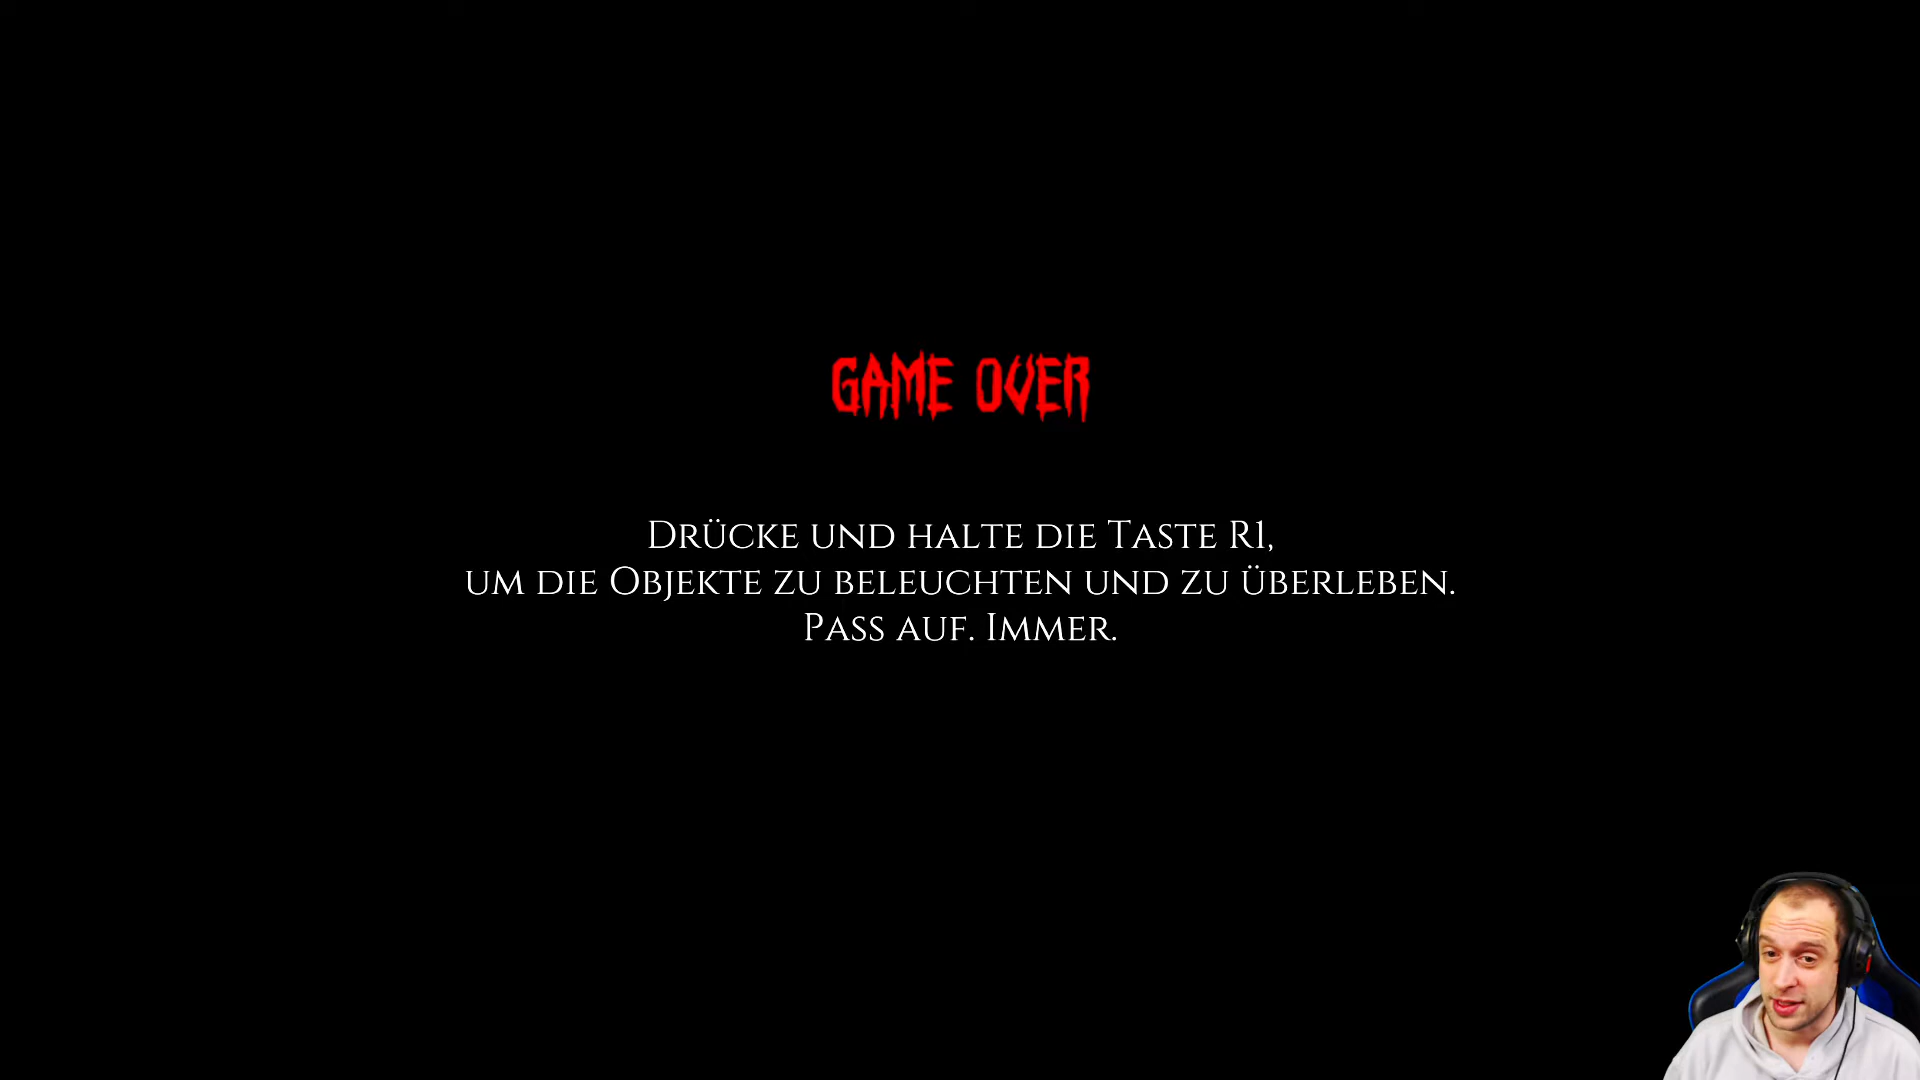 GAME OVER
Drücke und halte die Taste R1,
um die Objekte zu beleuchten und zu überleben.
Pass auf. Immer.